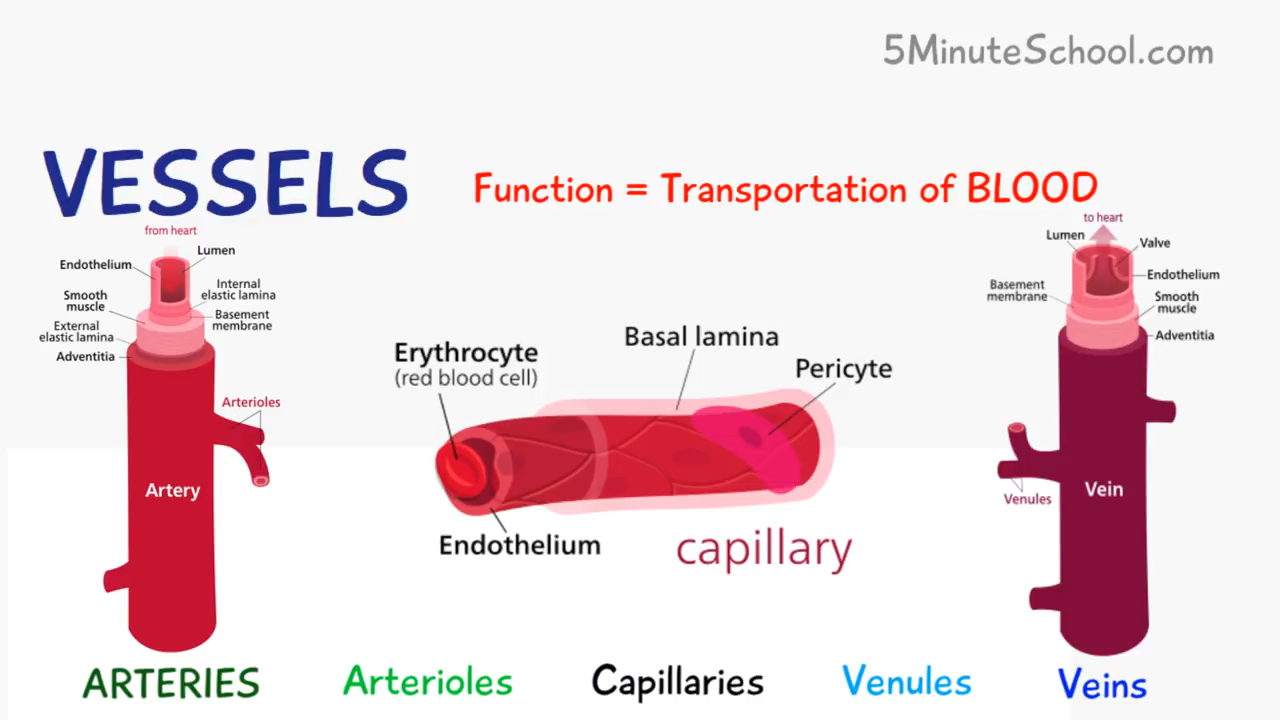 5MinuteSchool.com
VESSELS
Function = Transportation of BLOOD
from heart
Lumen
Endothelium
Internal
elastic lamina
Smooth
muscle
Basement
membrane
External
elastic lamina
Adventitia
Arterioles
Artery
Erythrocyte
(red blood cell)
Basal lamina
Pericyte
Endothelium
capillary
to heart
Lumen
Valve
Endothelium
Basement
membrane
Smooth
muscle
Adventitia
Venules
Vein
ARTERIES
Arterioles
Capillaries
Venules
Veins